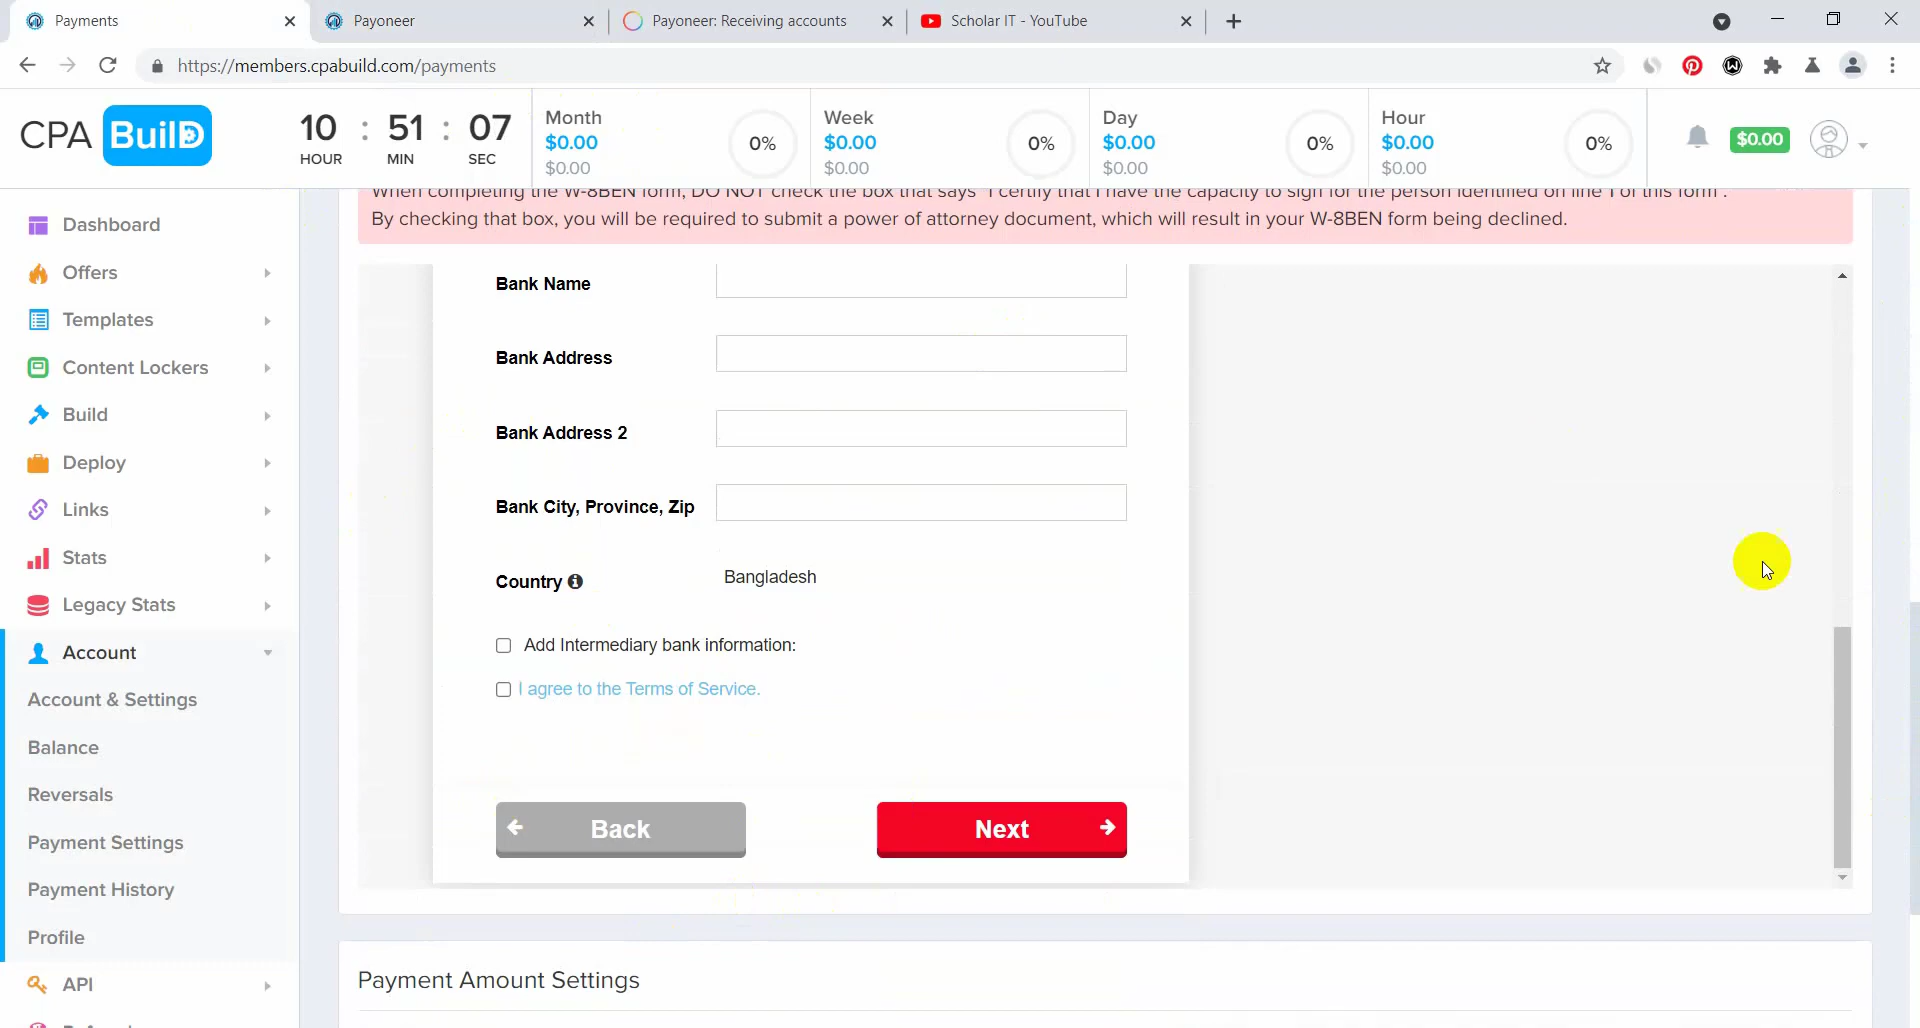 Payments
Payoneer
Payoneer: Receiving accounts
Scholar IT - YouTube
https://members.cpabuild.com/payments
CPA BuilD
10 : 51 : 07
HOUR MIN SEC
Month
$0.00
$0.00
0%
Week
$0.00
$0.00
0%
Day
$0.00
$0.00
0%
Hour
$0.00
$0.00
0%
$0.00
When completing the W-8BEN form, DO NOT check the box that says "I certify that I have the capacity to sign for the person identified on line 1 of this form".
By checking that box, you will be required to submit a power of attorney document, which will result in your W-8BEN form being declined.
Dashboard
Offers
Templates
Content Lockers
Build
Deploy
Links
Stats
Legacy Stats
Account
Account & Settings
Balance
Reversals
Payment Settings
Payment History
Profile
API
Bank Name
Bank Address
Bank Address 2
Bank City, Province, Zip
Country
Bangladesh
Add Intermediary bank information:
I agree to the Terms of Service.
Back
Next
Payment Amount Settings